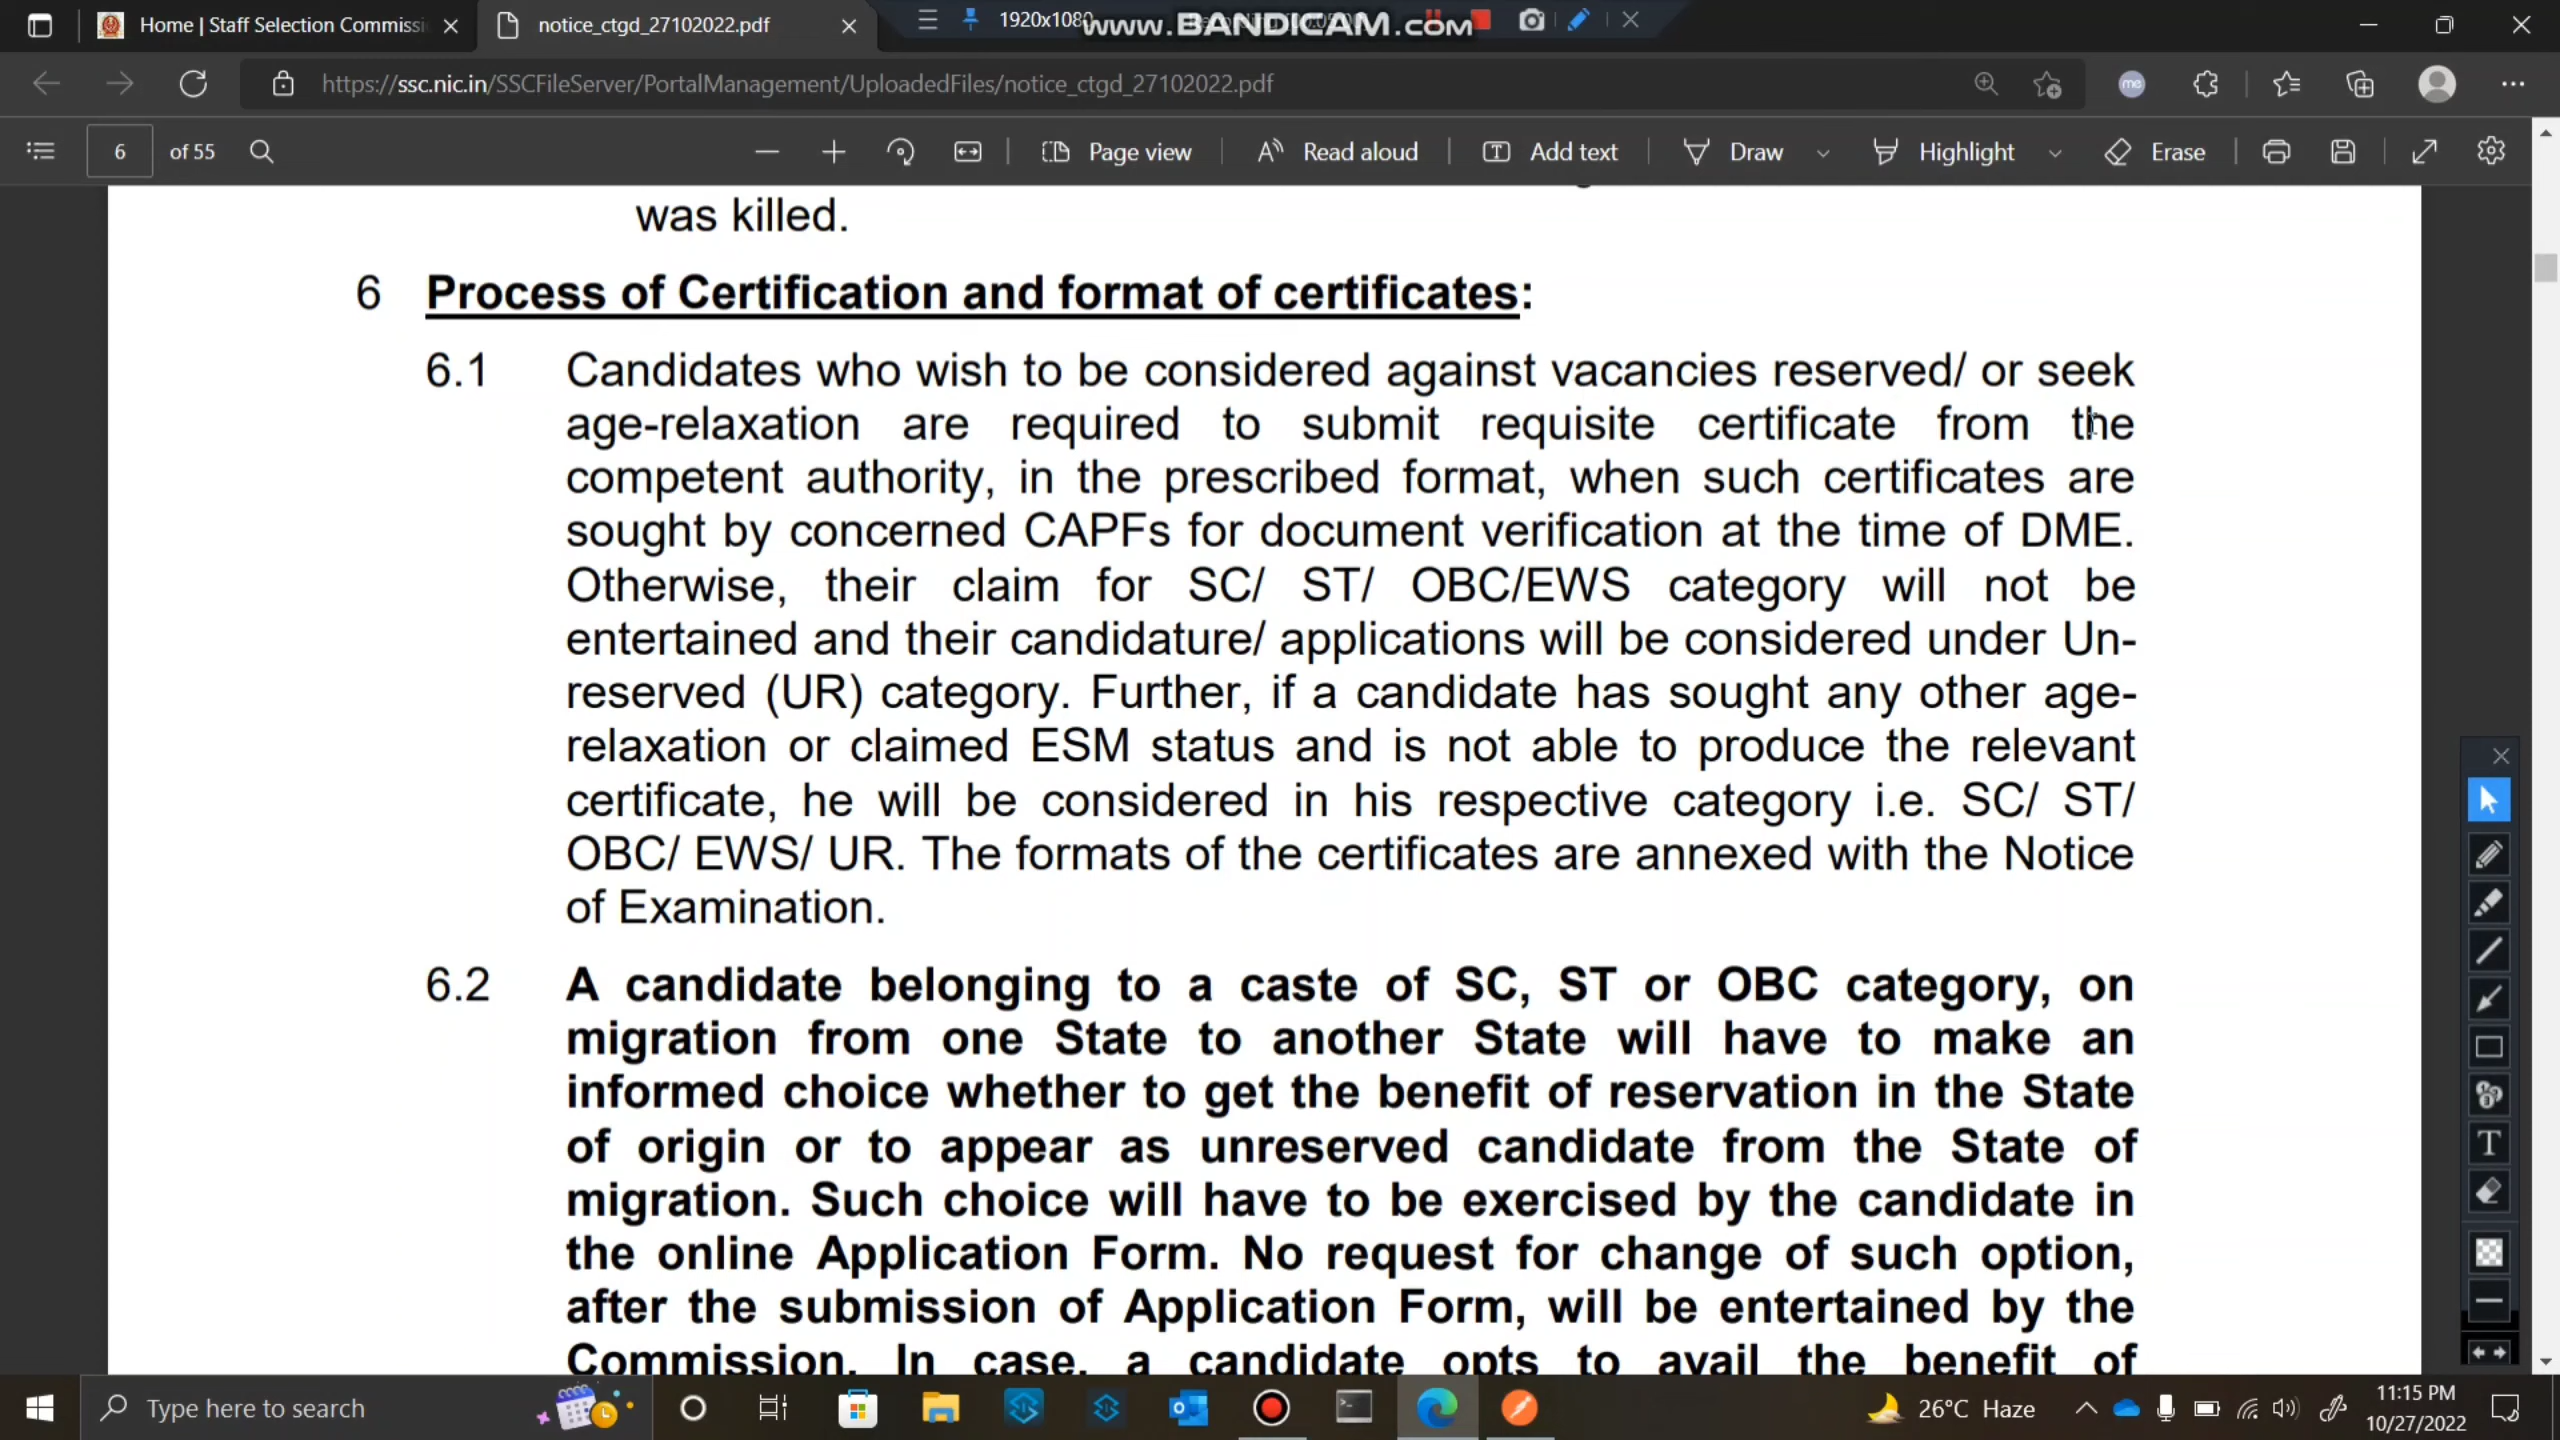 Home | Staff Selection Commissi
notice_ctgd_27102022.pdf
1920x1080
www.BANDICAM.com
https://ssc.nic.in/SSCFileServer/PortalManagement/UploadedFiles/notice_ctgd_27102022.pdf
me
6 of 55
Page view
Read aloud
Add text
Draw
Highlight
Erase
was killed.
6 Process of Certification and format of certificates:
6.1 Candidates who wish to be considered against vacancies reserved/ or seek
age-relaxation are required to submit requisite certificate from the
competent authority, in the prescribed format, when such certificates are
sought by concerned CAPFs for document verification at the time of DME.
Otherwise, their claim for SC/ ST/ OBC/EWS category will not be
entertained and their candidature/ applications will be considered under Un-
reserved (UR) category. Further, if a candidate has sought any other age-
relaxation or claimed ESM status and is not able to produce the relevant
certificate, he will be considered in his respective category i.e. SC/ ST/
OBC/ EWS/ UR. The formats of the certificates are annexed with the Notice
of Examination.
6.2 A candidate belonging to a caste of SC, ST or OBC category, on
migration from one State to another State will have to make an
informed choice whether to get the benefit of reservation in the State
of origin or to appear as unreserved candidate from the State of
migration. Such choice will have to be exercised by the candidate in
the online Application Form. No request for change of such option,
after the submission of Application Form, will be entertained by the
Commission. In case, a candidate opts to avail the benefit of
T
Type here to search
26°C Haze
11:15 PM
10/27/2022